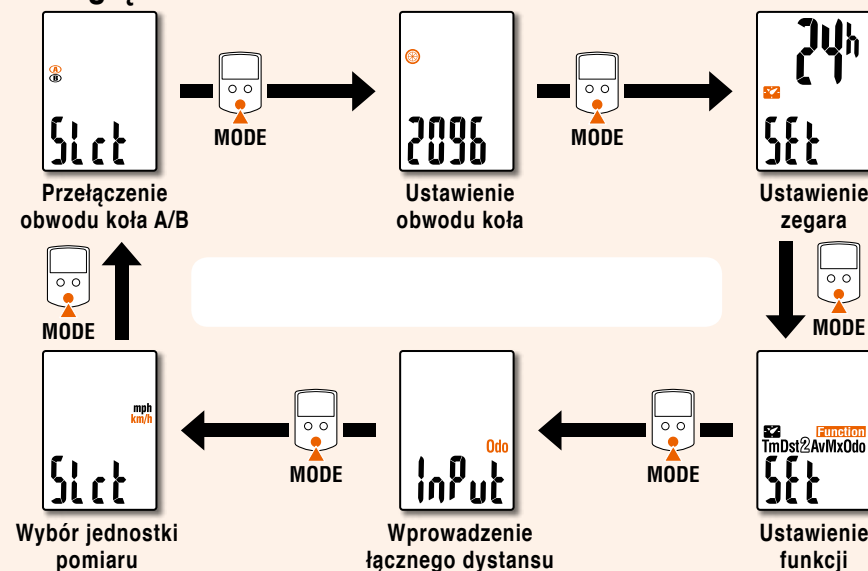 A
B
Slct
MODE
2096
MODE
24h
SEt
Przełączenie
obwodu koła A/B
Ustawienie
obwodu koła
Ustawienie
zegara
MODE
MODE
mph
km/h
Slct
MODE
Odo
InPut
MODE
Function
TmDst2AvMxOdo
SEt
Wybór jednostki
pomiaru
Wprowadzenie
łącznego dystansu
Ustawienie
funkcji